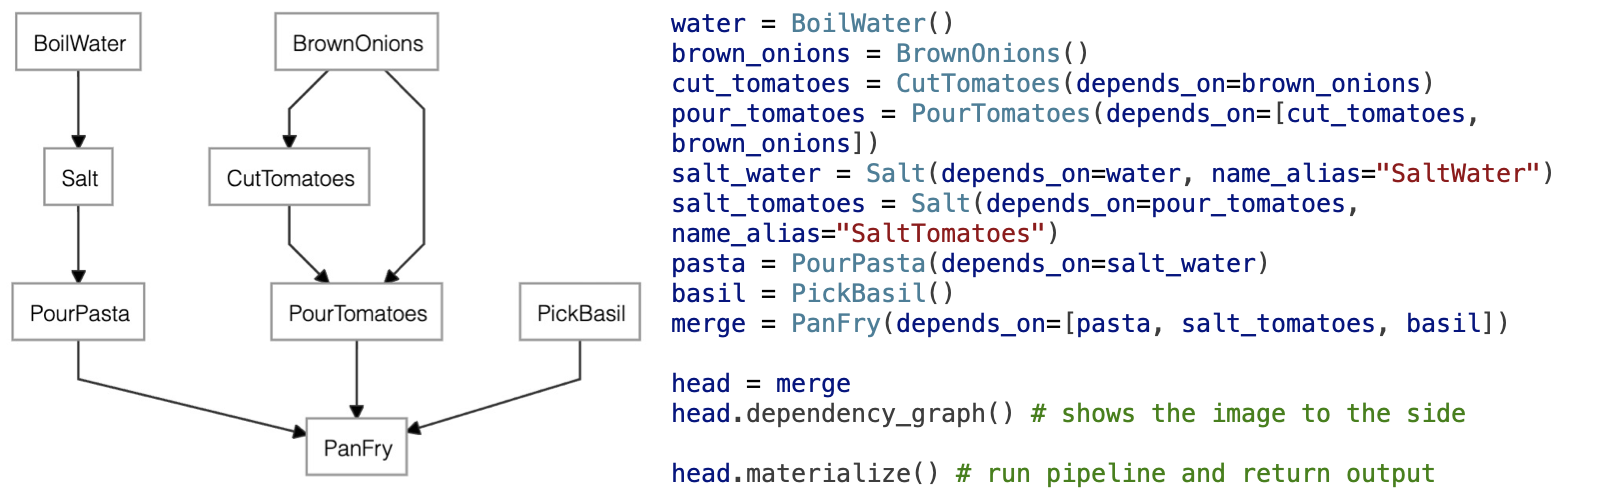 BoilWater
BrownOnions
Salt
CutTomatoes
PourPasta
PourTomatoes
PickBasil
PanFry
water = BoilWater()
brown_onions = BrownOnions()
cut_tomatoes = CutTomatoes(depends_on=brown_onions)
pour_tomatoes = PourTomatoes(depends_on=[cut_tomatoes,
brown_onions])
salt_water = Salt(depends_on=water, name_alias="SaltWater")
salt_tomatoes = Salt(depends_on=pour_tomatoes,
name_alias="SaltTomatoes")
pasta = PourPasta(depends_on=salt_water)
basil = PickBasil()
merge = PanFry(depends_on=[pasta, salt_tomatoes, basil])
head = merge
head.dependency_graph() # shows the image to the side
head.materialize() # run pipeline and return output